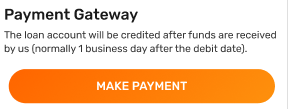 Payment Gateway
The loan account will be credited after funds are received
by us (normally 1 business day after the debit date).
MAKE PAYMENT